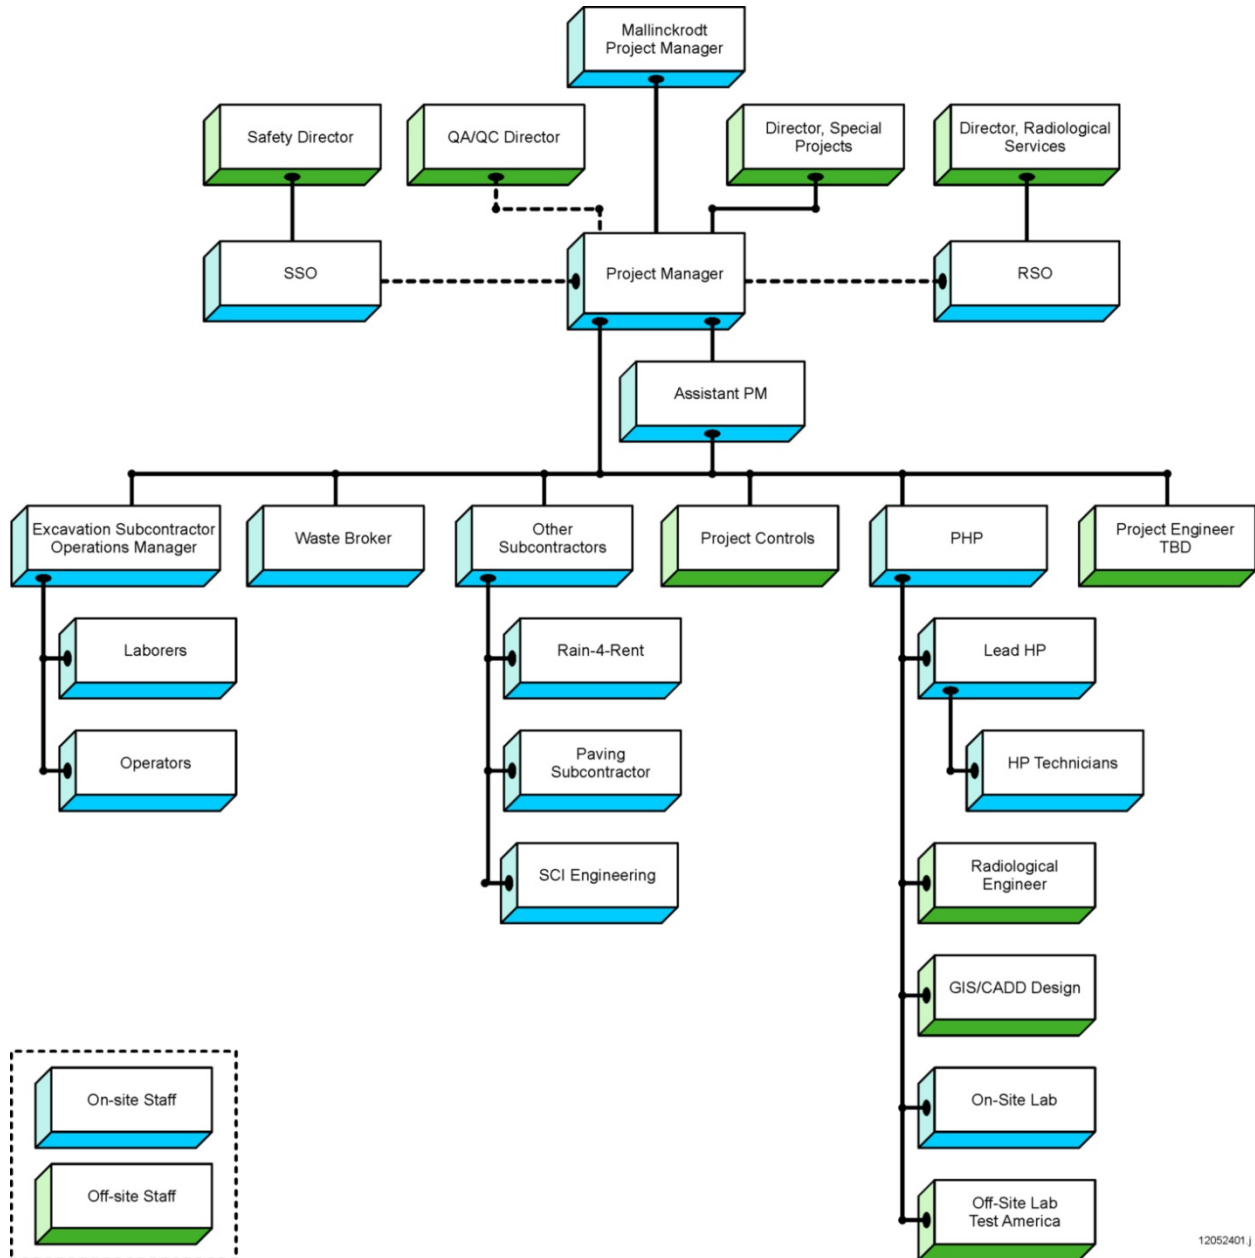 Mallinckrodt
Project Manager
Safety Director
QA/QC Director
Director, Special
Projects
Director, Radiological
Services
SSO
Project Manager
RSO
Assistant PM
Excavation Subcontractor
Operations Manager
Waste Broker
Other
Subcontractors
Project Controls
PHP
Project Engineer
TBD
Laborers
Rain-4-Rent
Lead HP
Operators
Paving
Subcontractor
HP Technicians
SCI Engineering
Radiological
Engineer
GIS/CADD Design
On-site Staff
On-Site Lab
Off-site Staff
Off-Site Lab
Test America
12052401.j